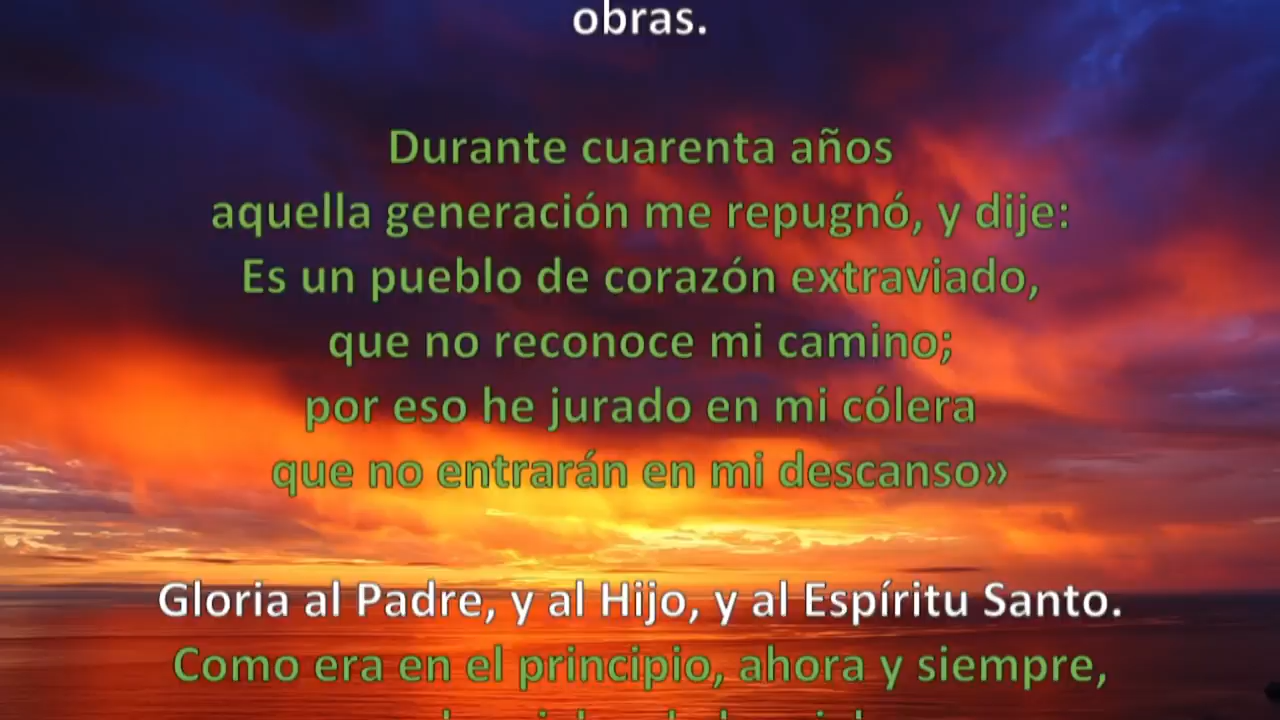 obras.
Durante cuarenta años
aquella generación me repugnó, y dije:
Es un pueblo de corazón extraviado,
que no reconoce mi camino;
por eso he jurado en mi cólera
que no entrarán en mi descanso»
Gloria al Padre, y al Hijo, y al Espíritu Santo.
Como era en el principio, ahora y siempre,